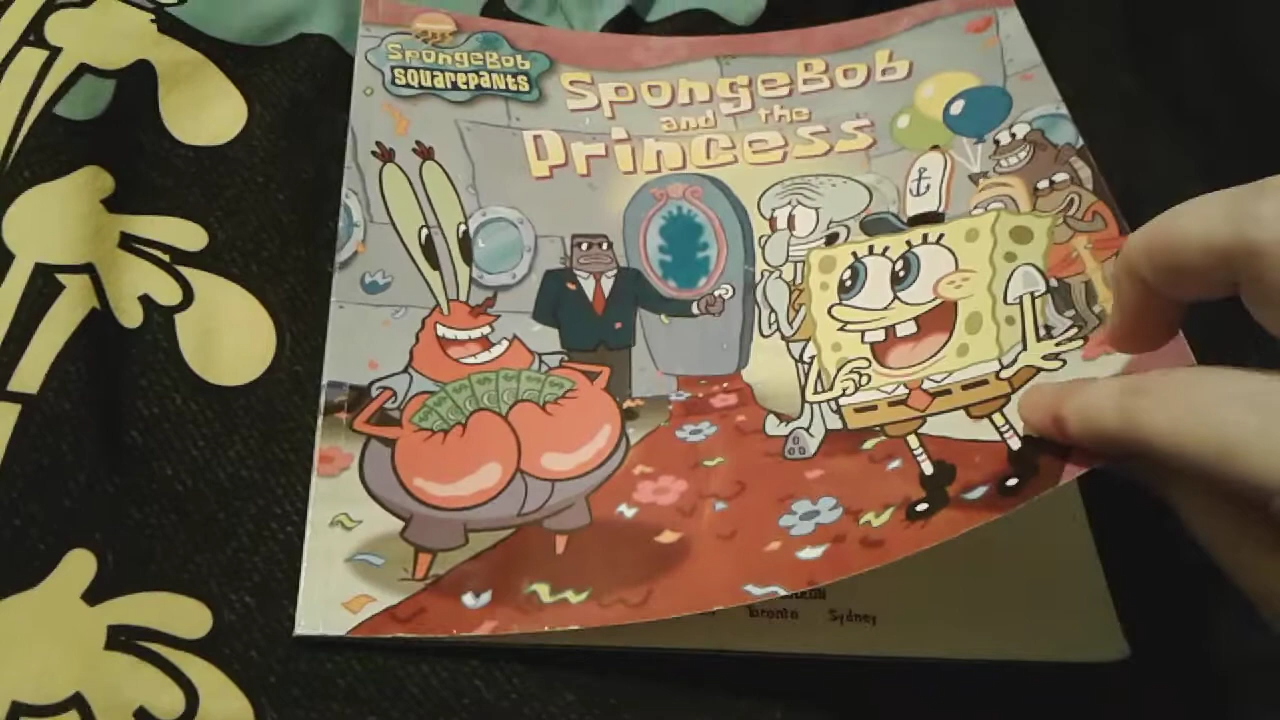 SpongeBob
SQUAREPANTS
SpongeBob
and the
Princess
Toronto Sydney